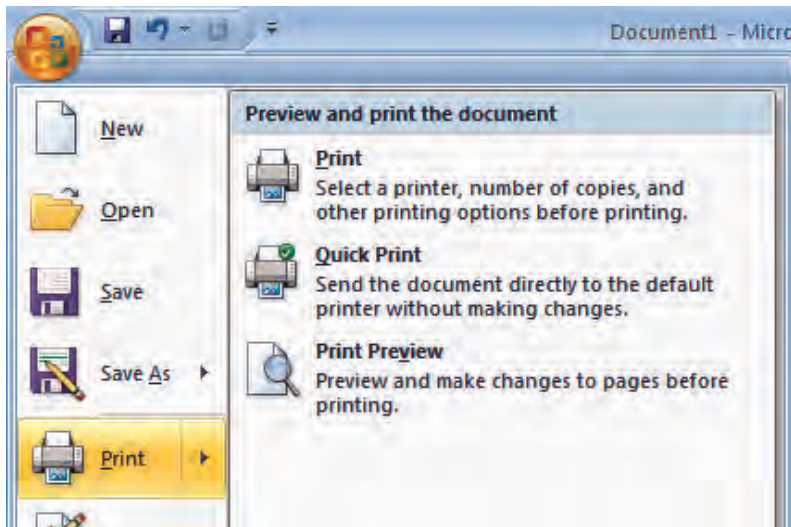 Document1 - Micro
New
Open
Save
Save As
Print
Preview and print the document
Print
Select a printer, number of copies, and
other printing options before printing.
Quick Print
Send the document directly to the default
printer without making changes.
Print Preview
Preview and make changes to pages before
printing.